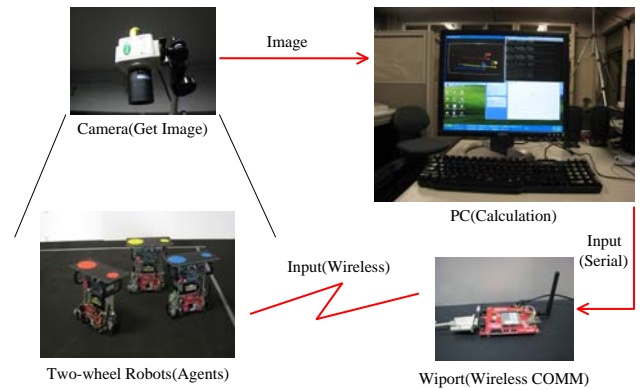 Image
Camera(Get Image)
PC(Calculation)
Input
(Serial)
Input(Wireless)
Two-wheel Robots(Agents)
Wiport(Wireless COMM)